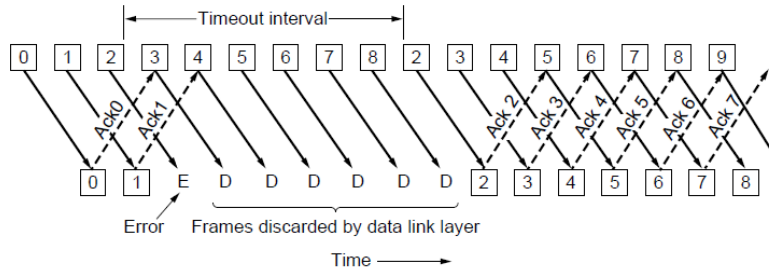 Timeout interval
0 1 2 3 4 5 6 7 8 2 3 4 5 6 7 8 9
Ack0 Ack1 Ack 2 Ack 3 Ack 4 Ack 5 Ack 6 Ack 7
0 1 E D D D D D D 2 3 4 5 6 7 8
Error Frames discarded by data link layer
Time